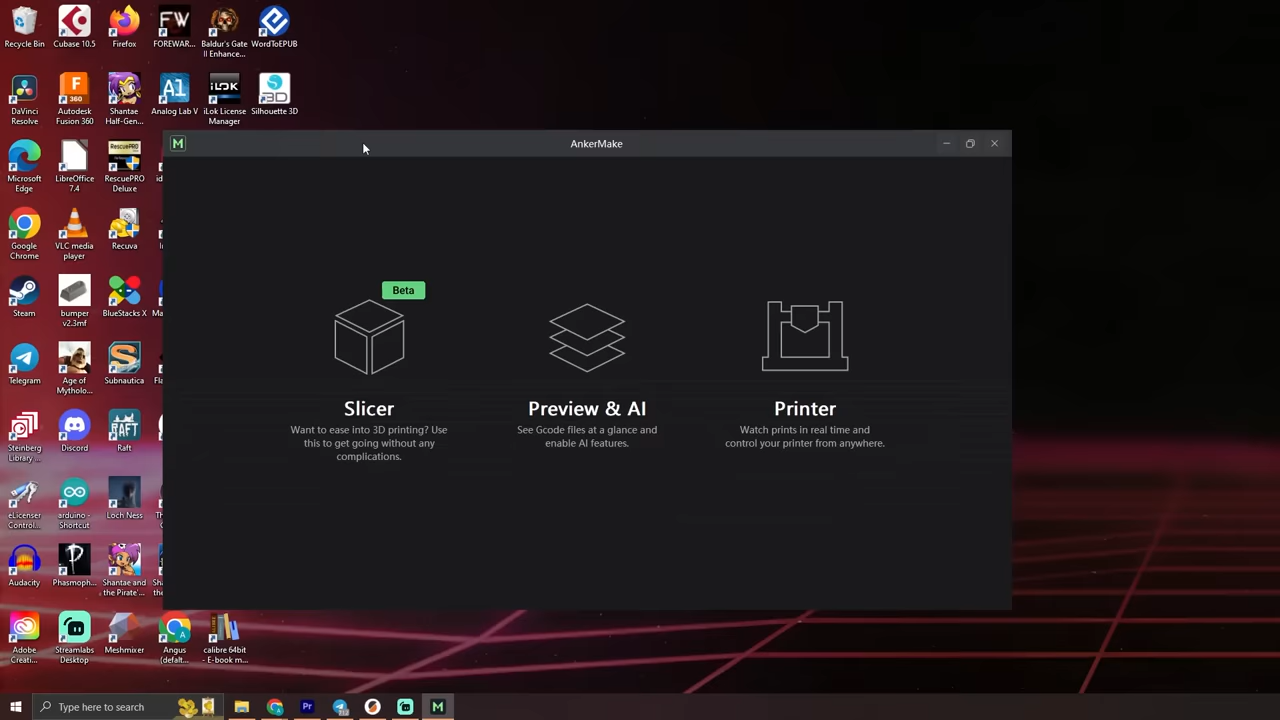 Recycle Bin
Cubase 10.5
Firefox
FOREWAR...
Baldur's Gate
II Enhance...
WordToEPUB
DaVinci
Resolve
Autodesk
Fusion 360
Shantae
Half-Gen...
Analog Lab V
iLok License
Manager
Silhouette 3D
AnkerMake
Microsoft
Edge
LibreOffice
7.4
RescuePRO
Deluxe
Google
Chrome
VLC media
player
Recuva
Steam
bumper
v2.3mf
BlueStacks X
Telegram
Age of
Mytholo...
Subnautica
Steinberg
Library ...
Discord
Raft
eLicenser
Control...
arduino -
Shortcut
Loch Ness
Audacity
Phasmoph...
Shantae and
the Pirate'...
Adobe
Creati...
Streamlabs
Desktop
Meshmixer
Angus
(defalt...
calibre 64bit
- E-book m...
Beta
Slicer
Want to ease into 3D printing? Use
this to get going without any
complications.
Preview & AI
See Gcode files at a glance and
enable AI features.
Printer
Watch prints in real time and
control your printer from anywhere.
Type here to search